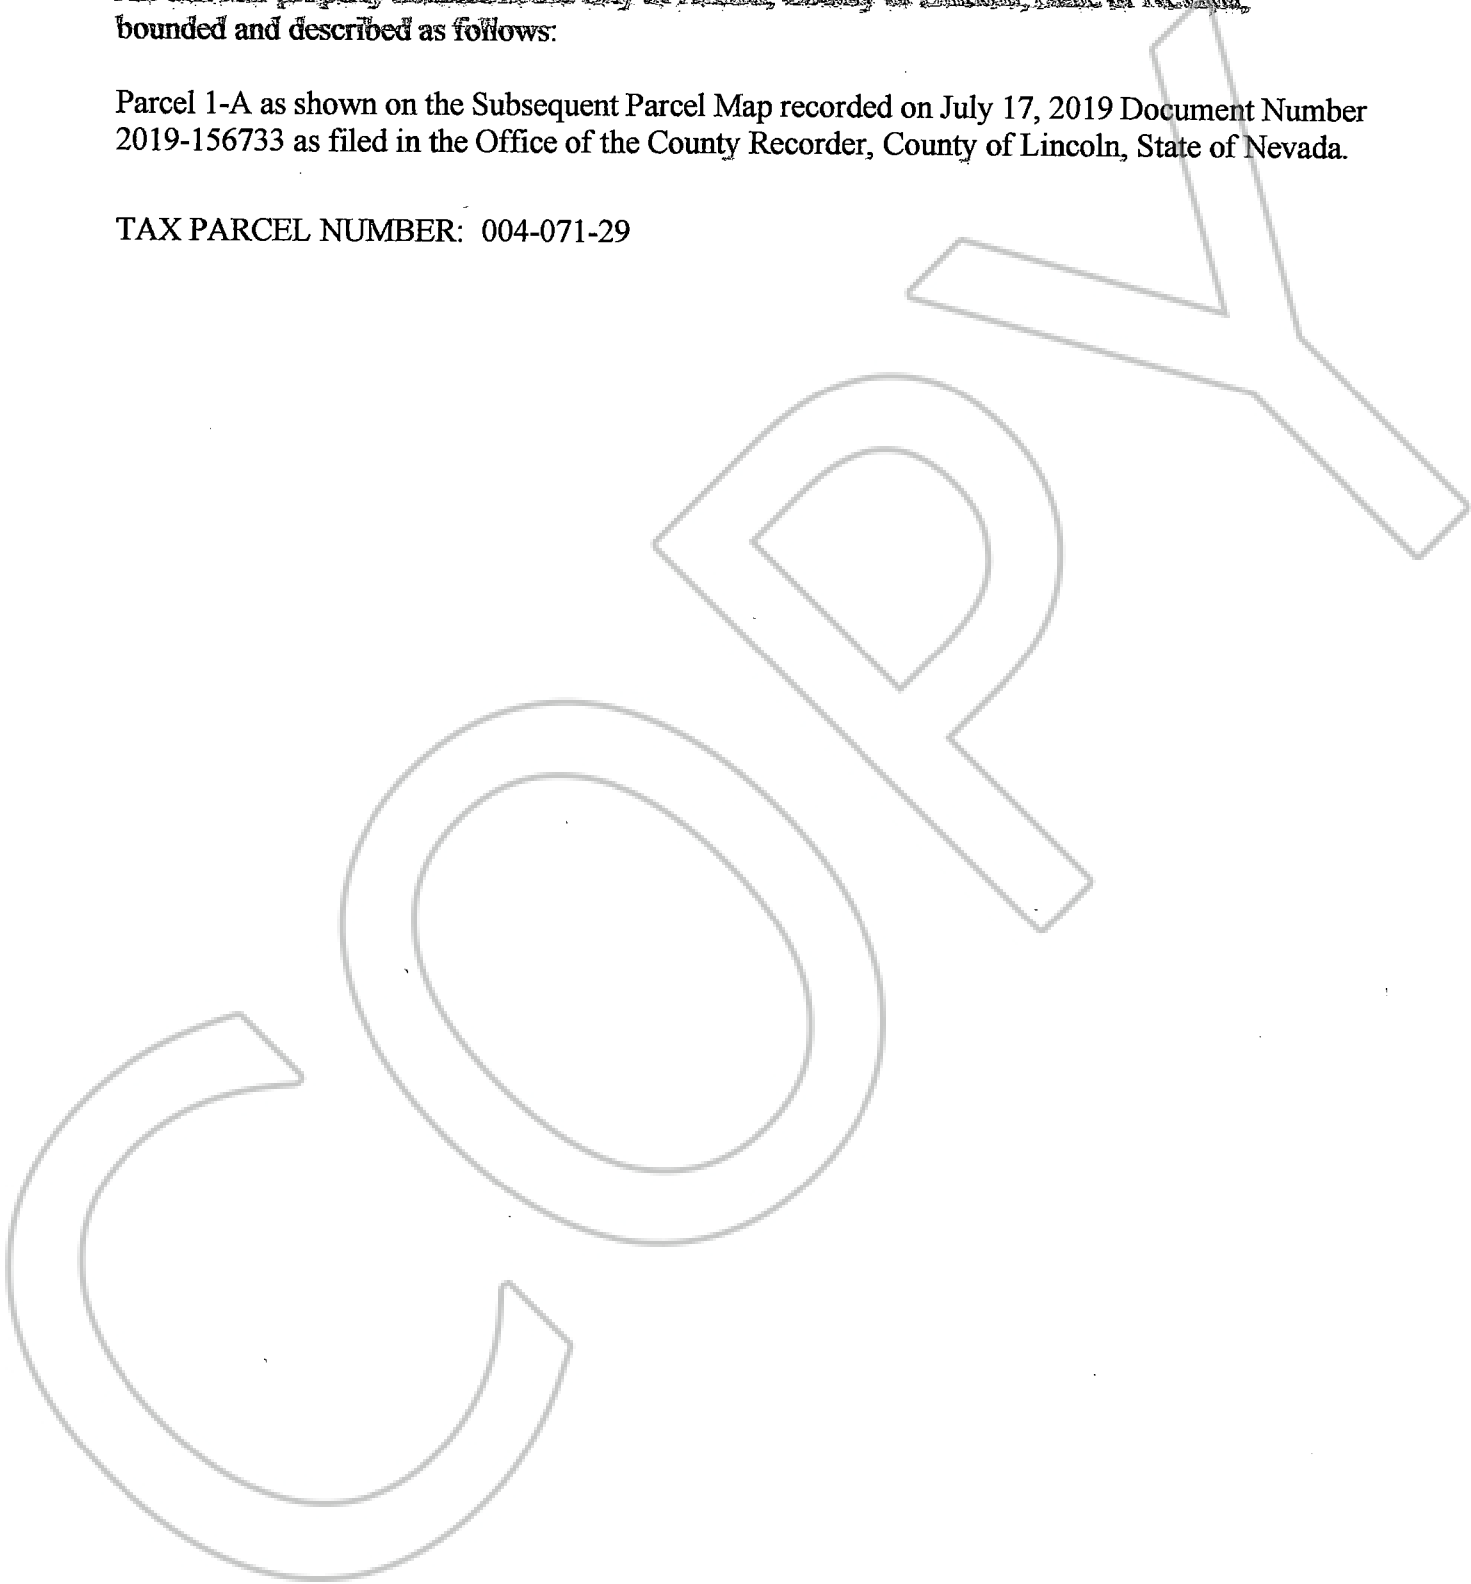 bounded and described as follows:
Parcel 1-A as shown on the Subsequent Parcel Map recorded on July 17, 2019 Document Number
2019-156733 as filed in the Office of the County Recorder, County of Lincoln, State of Nevada.
TAX PARCEL NUMBER: 004-071-29
COPY